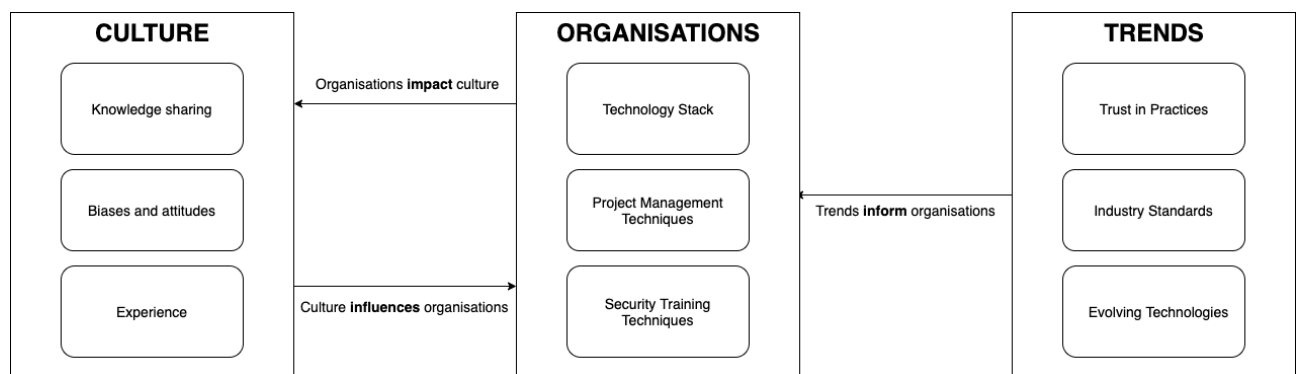 CULTURE
Knowledge sharing
Biases and attitudes
Experience
Organisations impact culture
Culture influences organisations
ORGANISATIONS
Technology Stack
Project Management
Techniques
Security Training
Techniques
Trends inform organisations
TRENDS
Trust in Practices
Industry Standards
Evolving Technologies